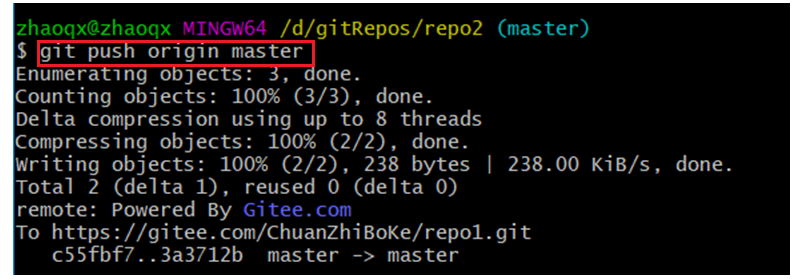 zhaoqx@zhaoqx MINGW64 /d/gitRepos/repo2 (master)
$ git push origin master
Enumerating objects: 3, done.
Counting objects: 100% (3/3), done.
Delta compression using up to 8 threads
Compressing objects: 100% (2/2), done.
Writing objects: 100% (2/2), 238 bytes | 238.00 KiB/s, done.
Total 2 (delta 1), reused 0 (delta 0)
remote: Powered By Gitee.com
To https://gitee.com/ChuanZhiBoKe/repo1.git
   c55fbf7..3a3712b  master -> master